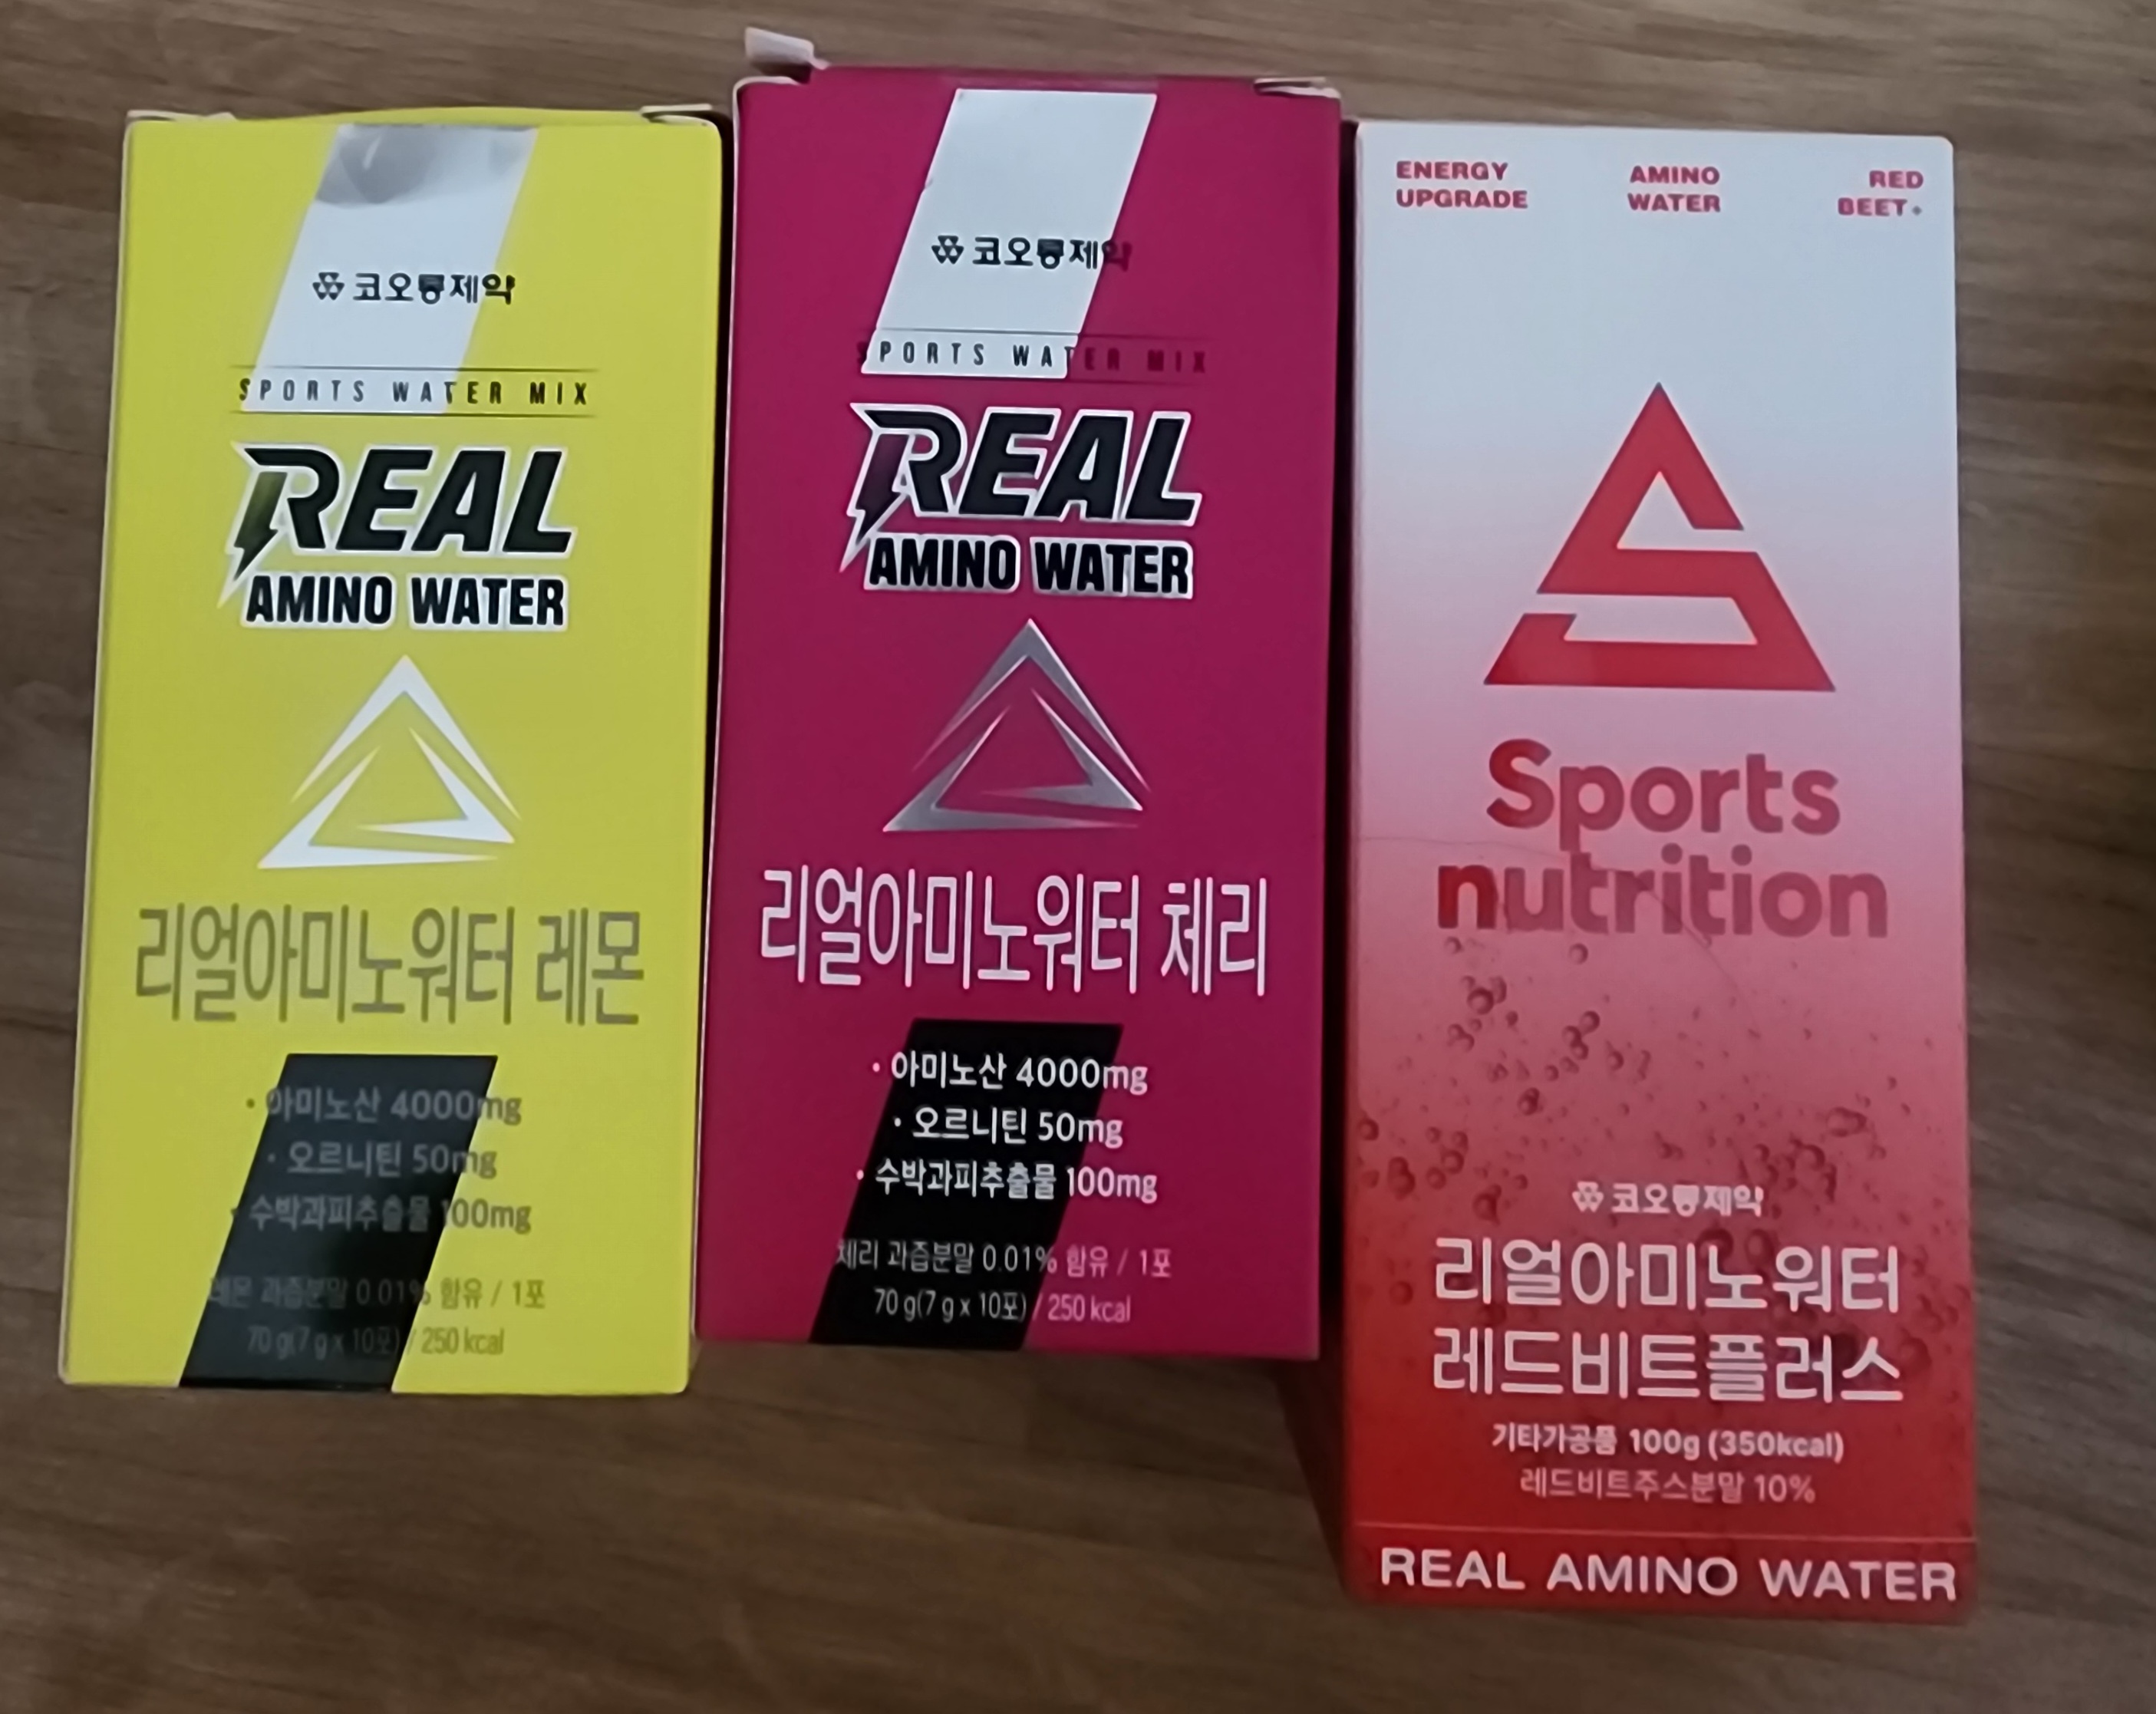 코오롱제약
SPORTS WATER MIX
REAL
AMINO WATER
리얼아미노워터 레몬
· 아미노산 4000mg
· 오르니틴 50mg
· 수박과피추출물 100mg
레몬 과즙분말 0.01% 함유 / 1포
70 g(7 g x 10포) / 250 kcal
코오롱제약
SPORTS WATER MIX
REAL
AMINO WATER
리얼아미노워터 체리
· 아미노산 4000mg
· 오르니틴 50mg
· 수박과피추출물 100mg
체리 과즙분말 0.01% 함유 / 1포
70 g(7 g x 10포) / 250 kcal
ENERGY
UPGRADE
AMINO
WATER
RED
BEET+
Sports
nutrition
코오롱제약
리얼아미노워터
레드비트플러스
기타가공품 100g (350kcal)
레드비트주스분말 10%
REAL AMINO WATER